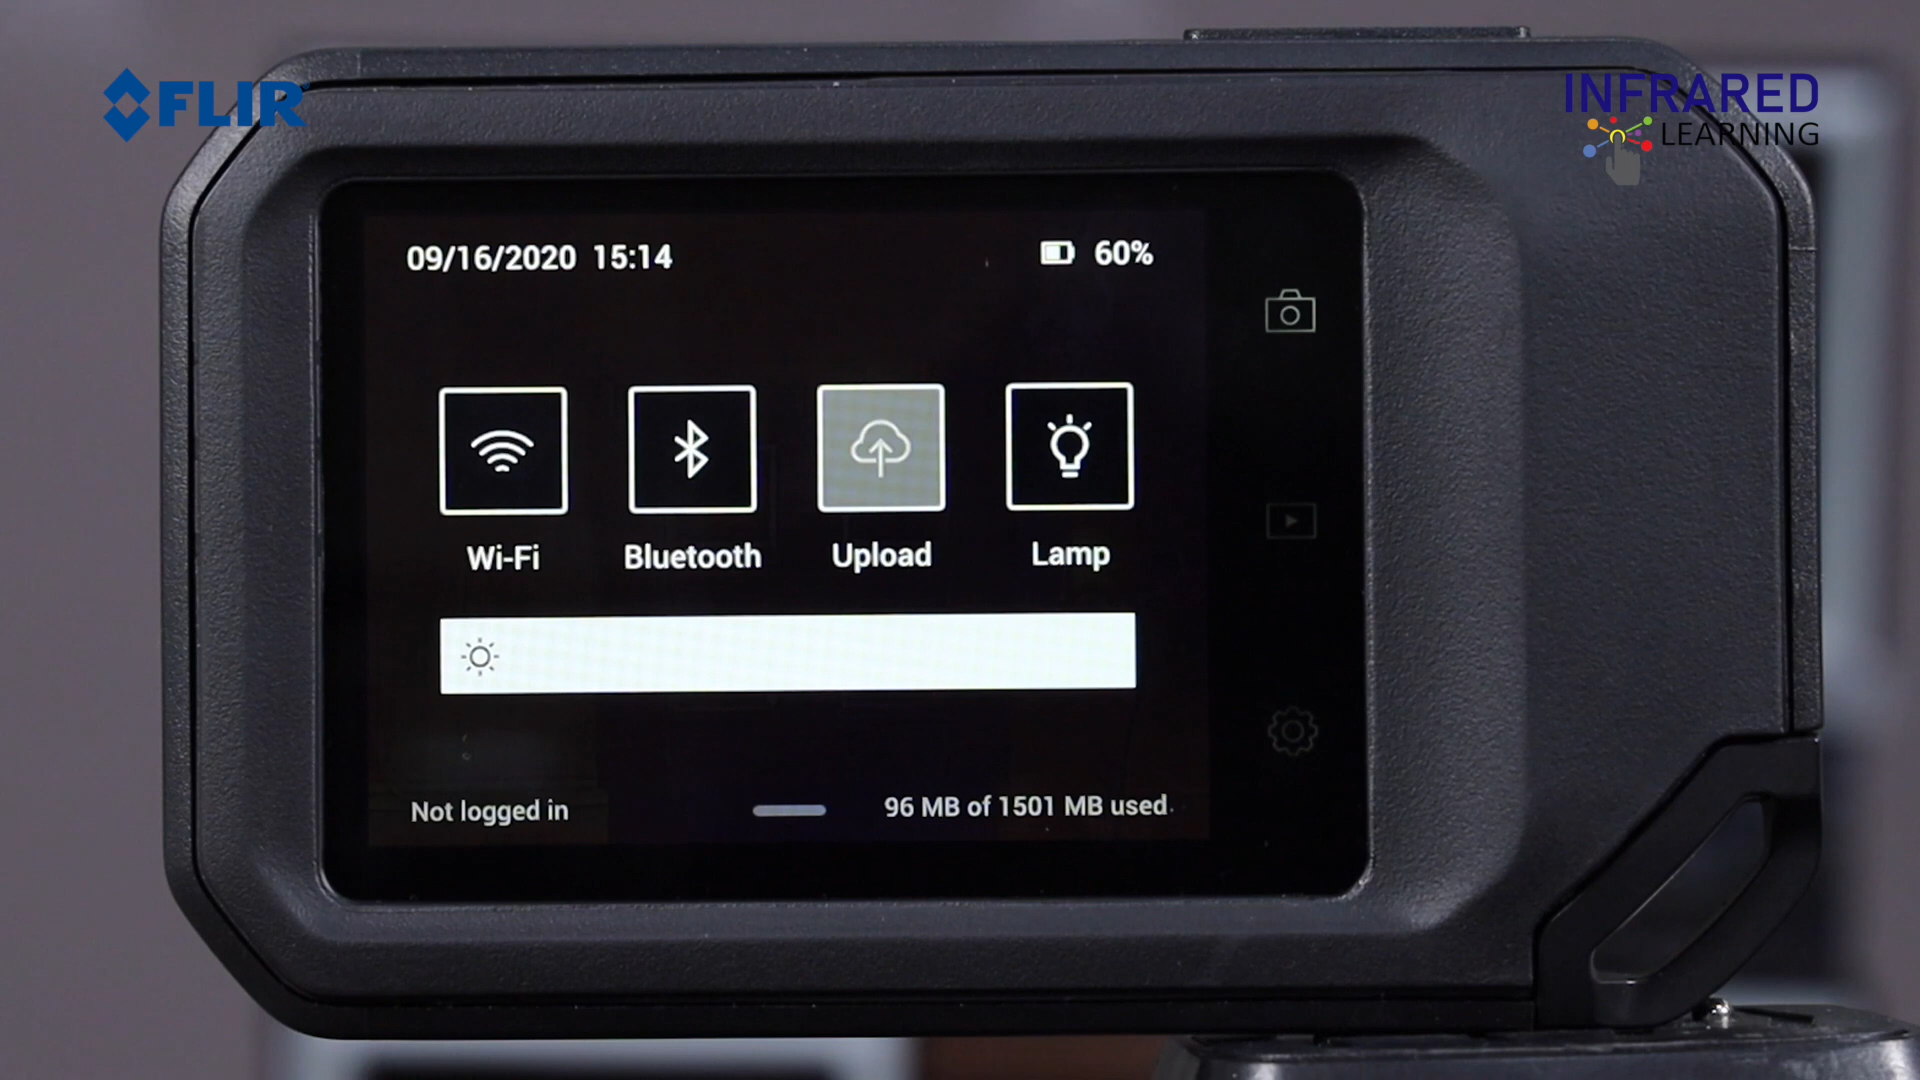 FLIR
INFRARED
LEARNING
09/16/2020 15:14
60%
Wi-Fi
Bluetooth
Upload
Lamp
Not logged in
96 MB of 1501 MB used